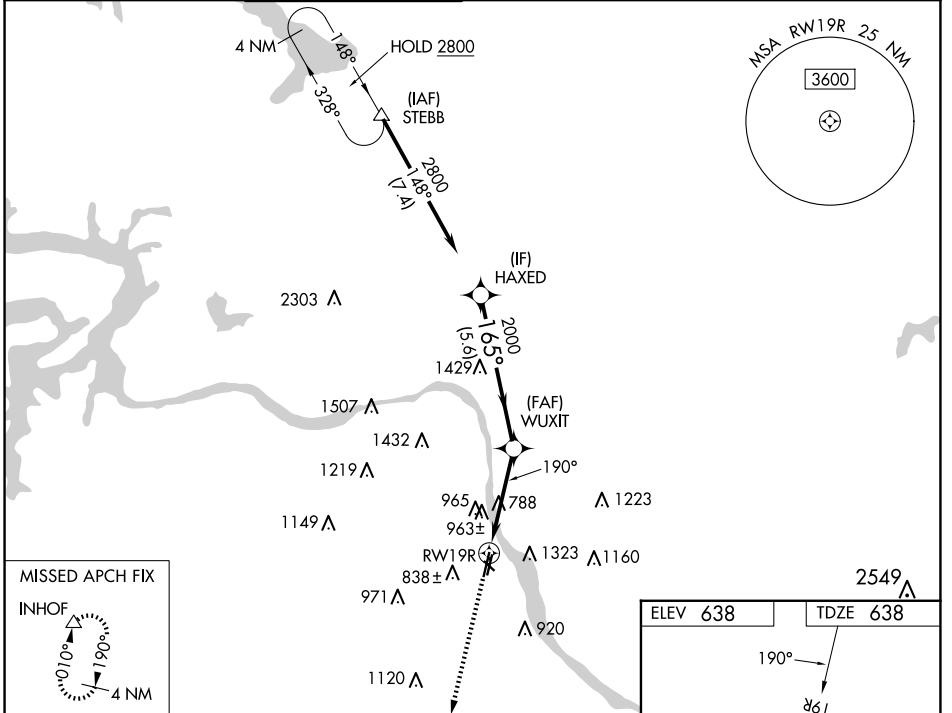 4 NM
148°
328°
HOLD 2800
(IAF)
STEBB
2800
148°
(7.4)
MSA RW19R 25 NM
3600
(IF)
HAXED
2303
2000
165°
(5.6)
1429
1507
(FAF)
WUXIT
1432
190°
1219
965
788
1223
963±
1149
RW19R
1323
1160
838±
971
2549
920
1120
MISSED APCH FIX
INHOF
010°
190°
4 NM
ELEV 638
TDZE 638
190°
19R